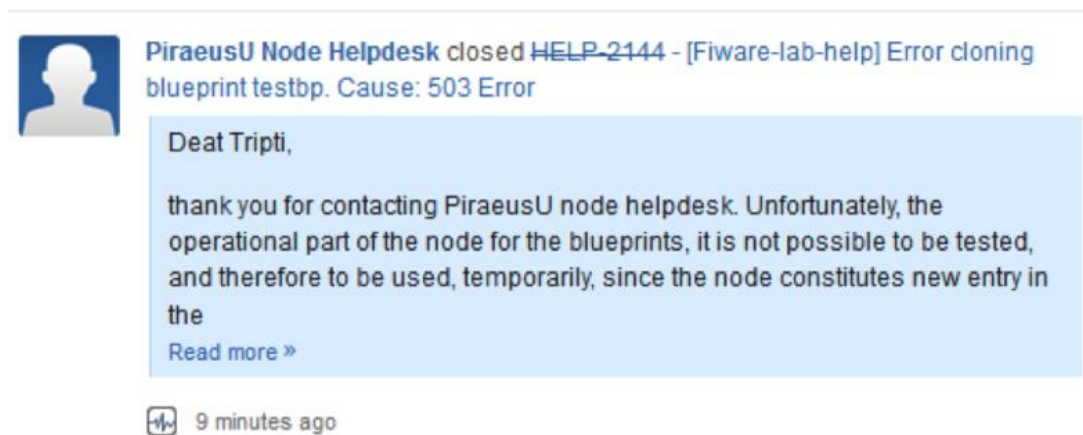 PiraeusU Node Helpdesk closed HELP-2144 - [Fiware-lab-help] Error cloning
blueprint testbp. Cause: 503 Error
Deat Tripti,
thank you for contacting PiraeusU node helpdesk. Unfortunately, the
operational part of the node for the blueprints, it is not possible to be tested,
and therefore to be used, temporarily, since the node constitutes new entry in
the
Read more »
9 minutes ago